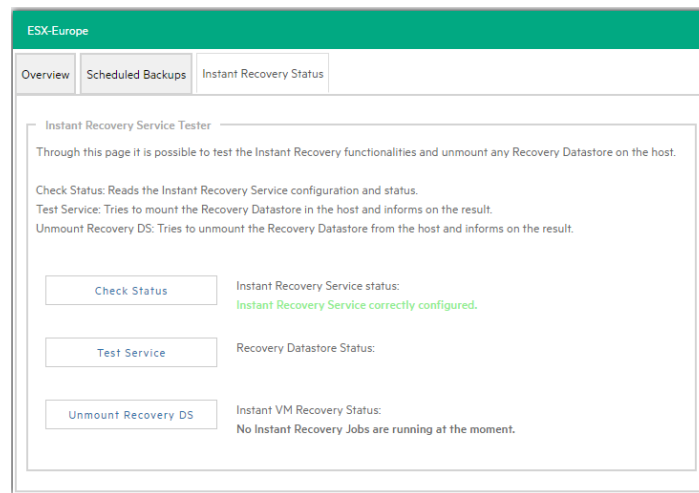 ESX-Europe
Overview
Scheduled Backups
Instant Recovery Status
Instant Recovery Service Tester
Through this page it is possible to test the Instant Recovery functionalities and unmount any Recovery Datastore on the host.
Check Status: Reads the Instant Recovery Service configuration and status.
Test Service: Tries to mount the Recovery Datastore in the host and informs on the result.
Unmount Recovery DS: Tries to unmount the Recovery Datastore from the host and informs on the result.
Check Status
Instant Recovery Service status:
Instant Recovery Service correctly configured.
Test Service
Recovery Datastore Status:
Unmount Recovery DS
Instant VM Recovery Status:
No Instant Recovery Jobs are running at the moment.